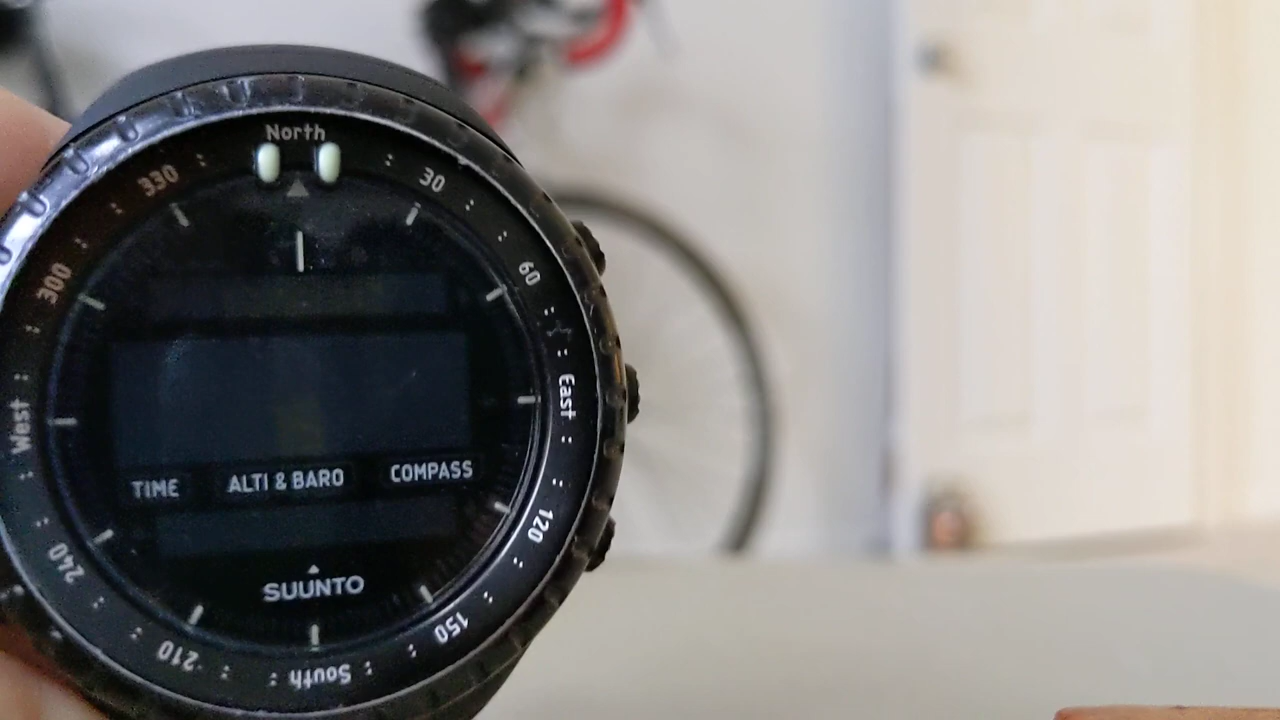 North
30
60
East
120
150
South
210
240
West
300
330
TIME ALTI & BARO COMPASS
SUUNTO